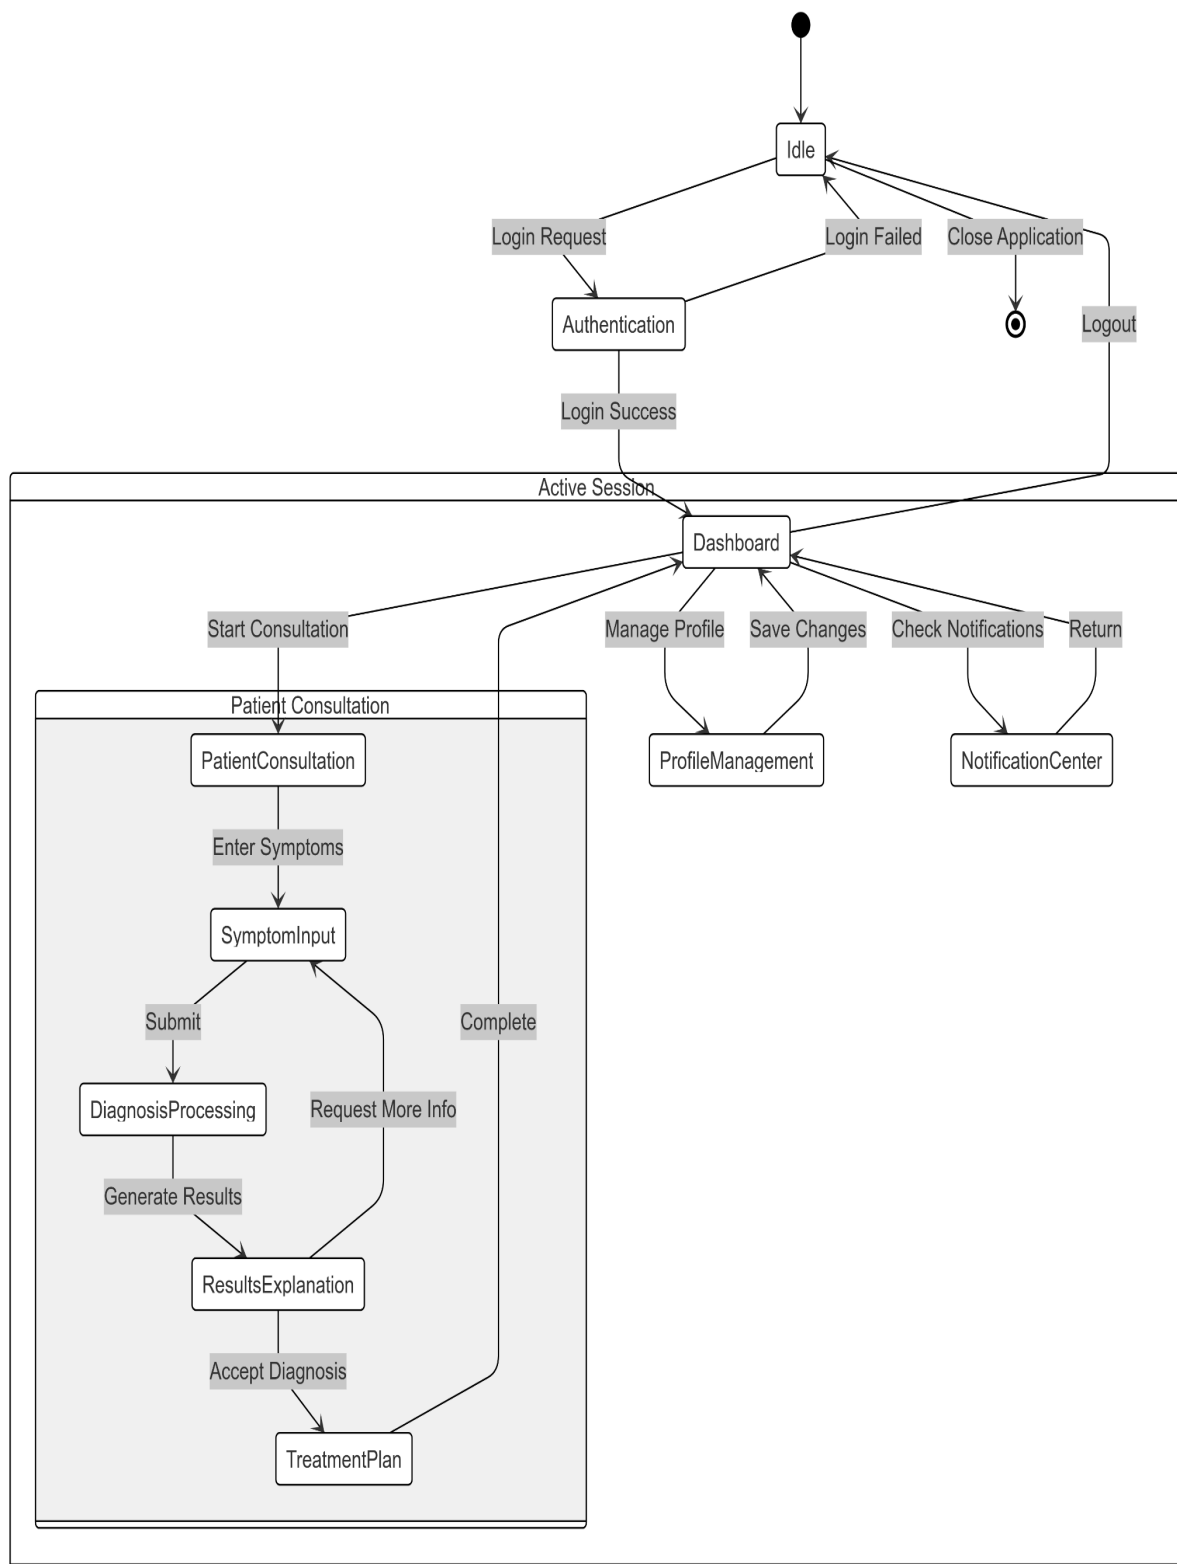 Idle
Login Request
Login Failed
Close Application
Authentication
Logout
Login Success
Active Session
Dashboard
Start Consultation
Manage Profile
Save Changes
Check Notifications
Return
Patient Consultation
PatientConsultation
ProfileManagement
NotificationCenter
Enter Symptoms
SymptomInput
Submit
Complete
DiagnosisProcessing
Request More Info
Generate Results
ResultsExplanation
Accept Diagnosis
TreatmentPlan